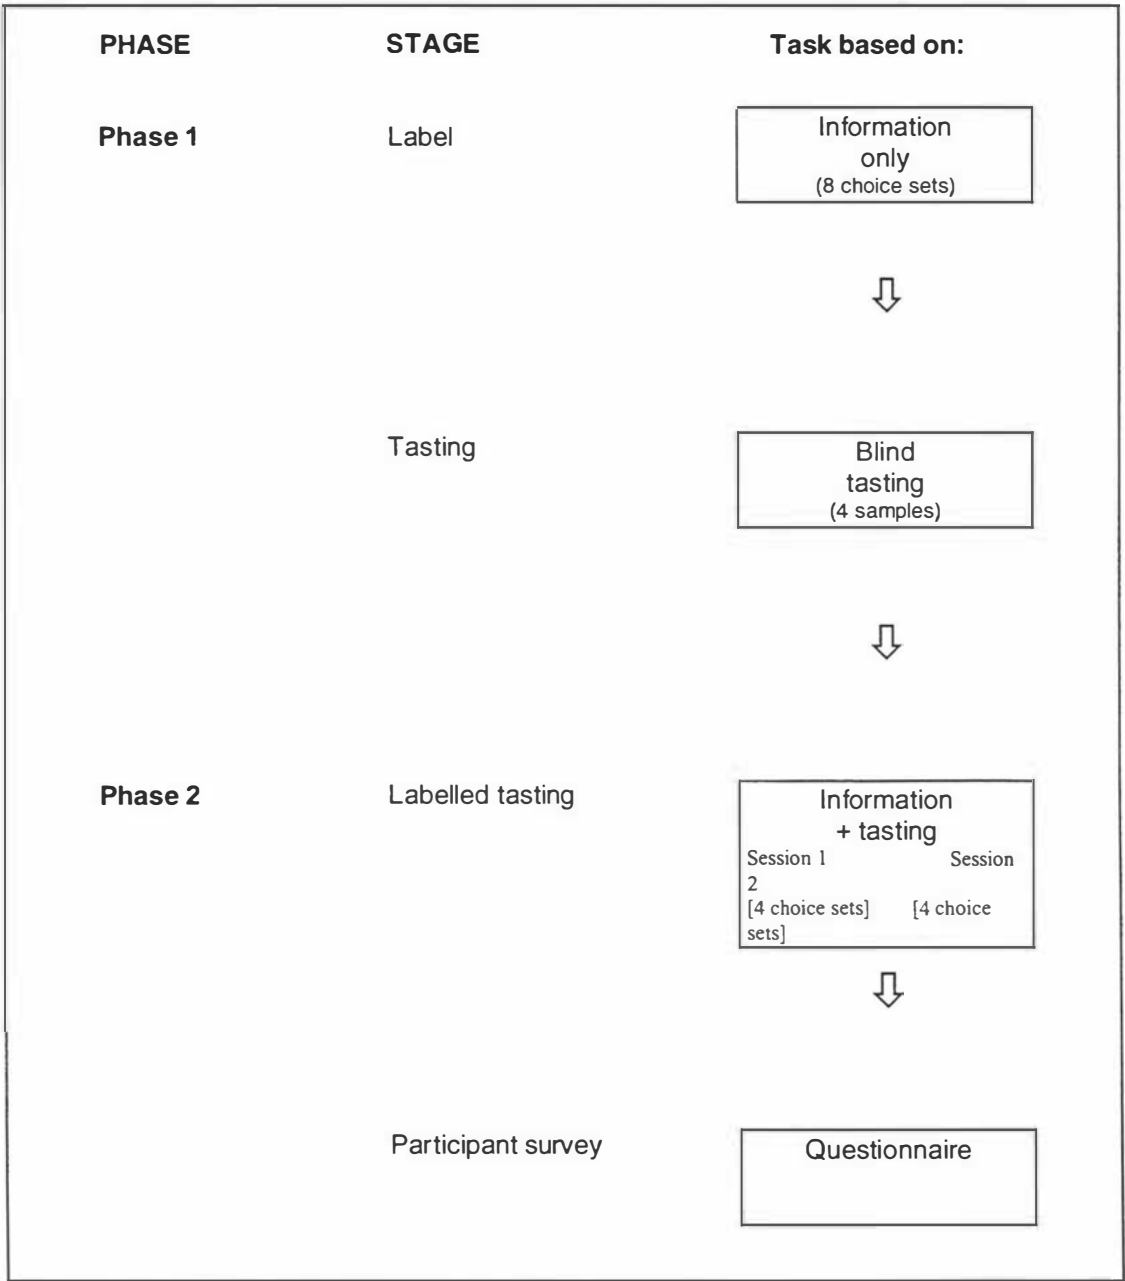 PHASE STAGE Task based on:
Phase 1 Label Information
only
(8 choice sets)
Tasting Blind
tasting
(4 samples)
Phase 2 Labelled tasting Information
+ tasting
Session 1 Session
2
[4 choice sets] [4 choice
sets]
Participant survey Questionnaire